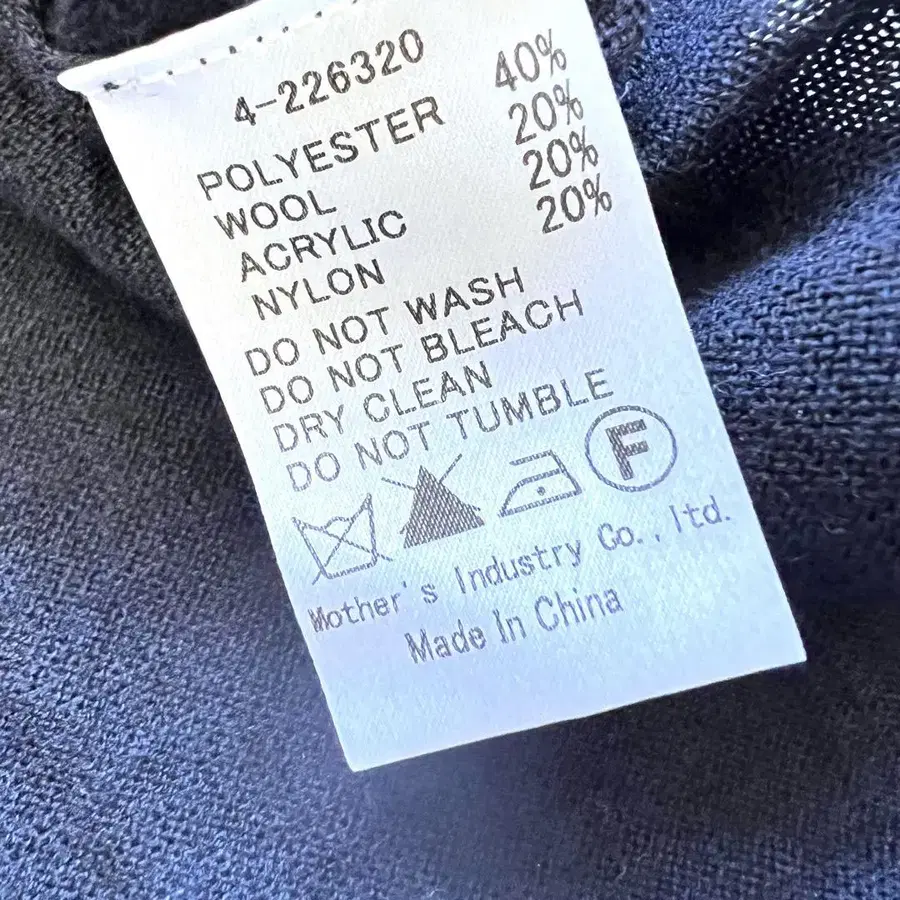 4-226320
POLYESTER 40%
WOOL 20%
ACRYLIC 20%
NYLON 20%
DO NOT WASH
DO NOT BLEACH
DRY CLEAN
DO NOT TUMBLE
F
Mother's Industry Co.,ltd.
Made In China